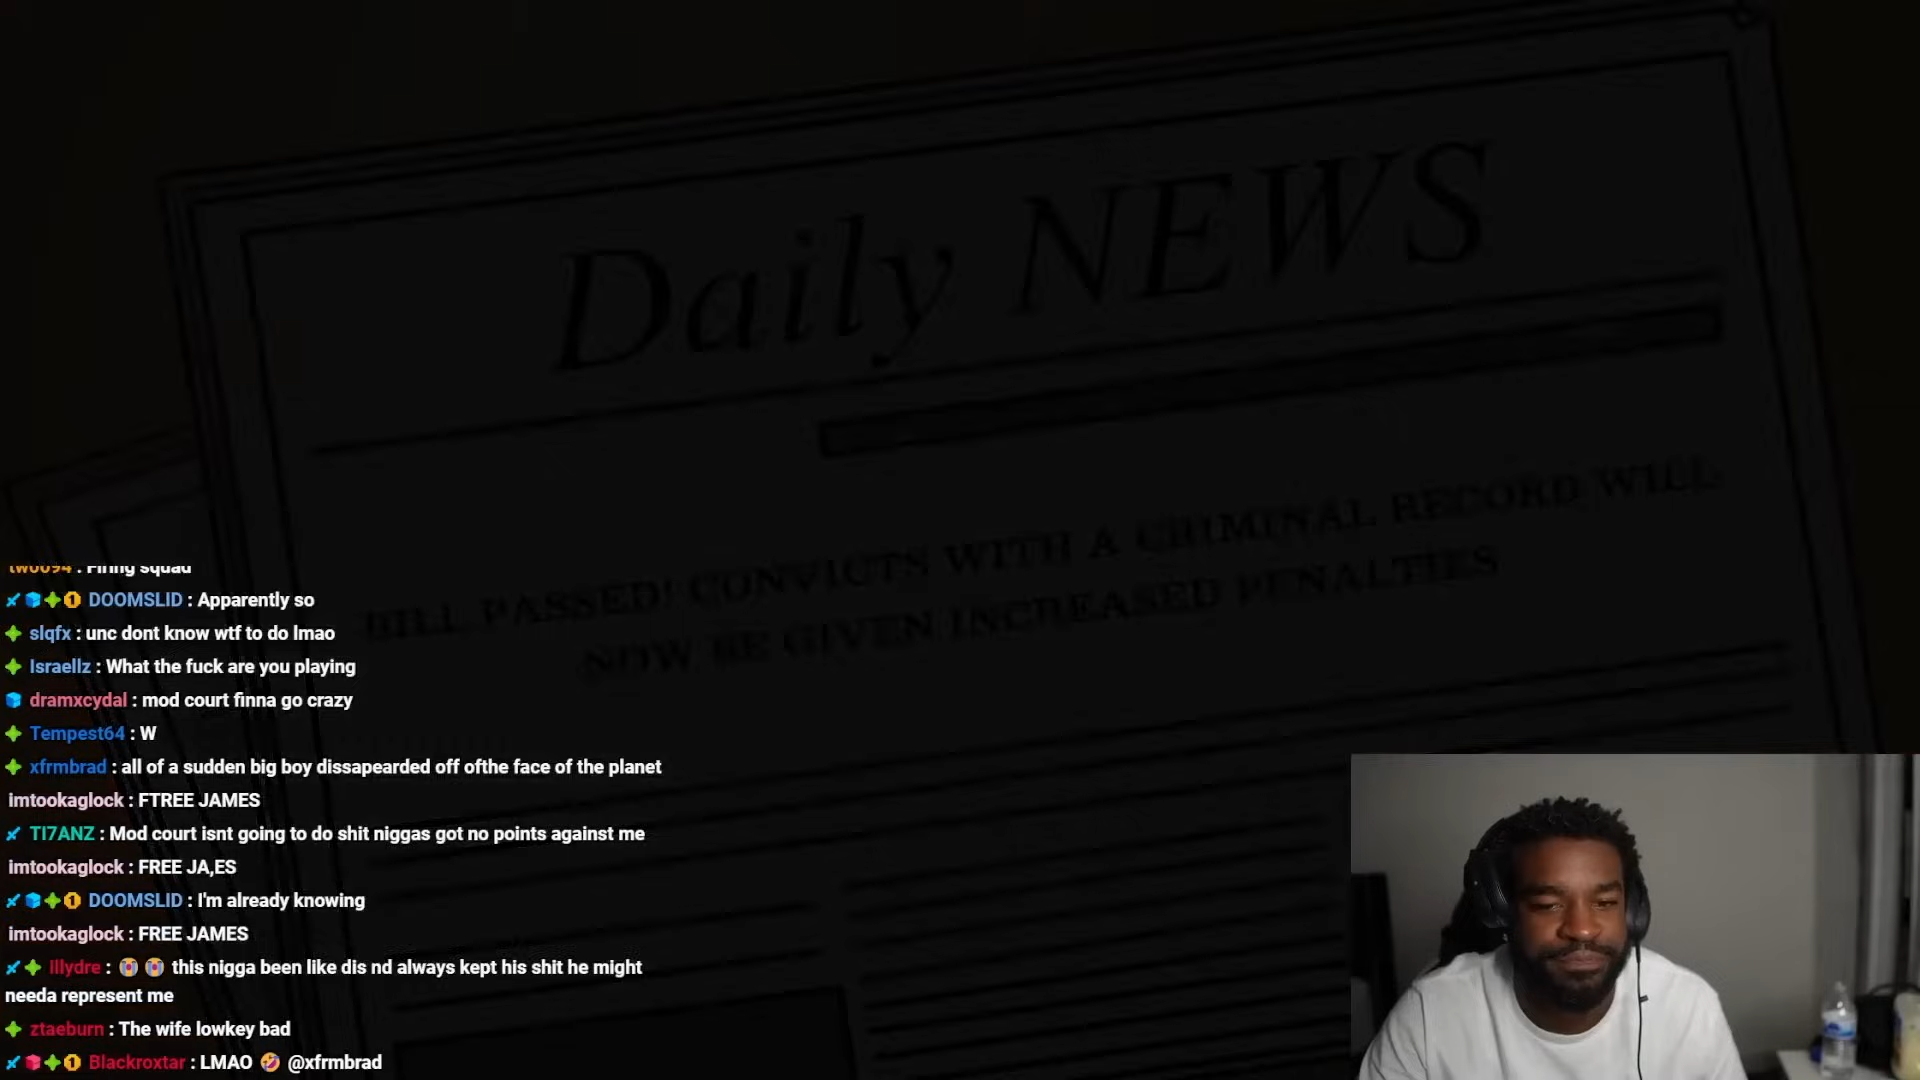 Daily NEWS
BILL PASSED! CONVICTS WITH A CRIMINAL RECORD WILL
NOW BE GIVEN INCREASED PENALTIES
tw0094 : Firing squad
DOOMSLID : Apparently so
slqfx : unc dont know wtf to do lmao
Israellz : What the fuck are you playing
dramxcydal : mod court finna go crazy
Tempest64 : W
xfrmbrad : all of a sudden big boy dissapearded off ofthe face of the planet
imtookaglock : FTREE JAMES
TI7ANZ : Mod court isnt going to do shit niggas got no points against me
imtookaglock : FREE JA,ES
DOOMSLID : I'm already knowing
imtookaglock : FREE JAMES
Illydre : 😭 😭 this nigga been like dis nd always kept his shit he might
needa represent me
ztaeburn : The wife lowkey bad
Blackroxtar : LMAO 🤣 @xfrmbrad